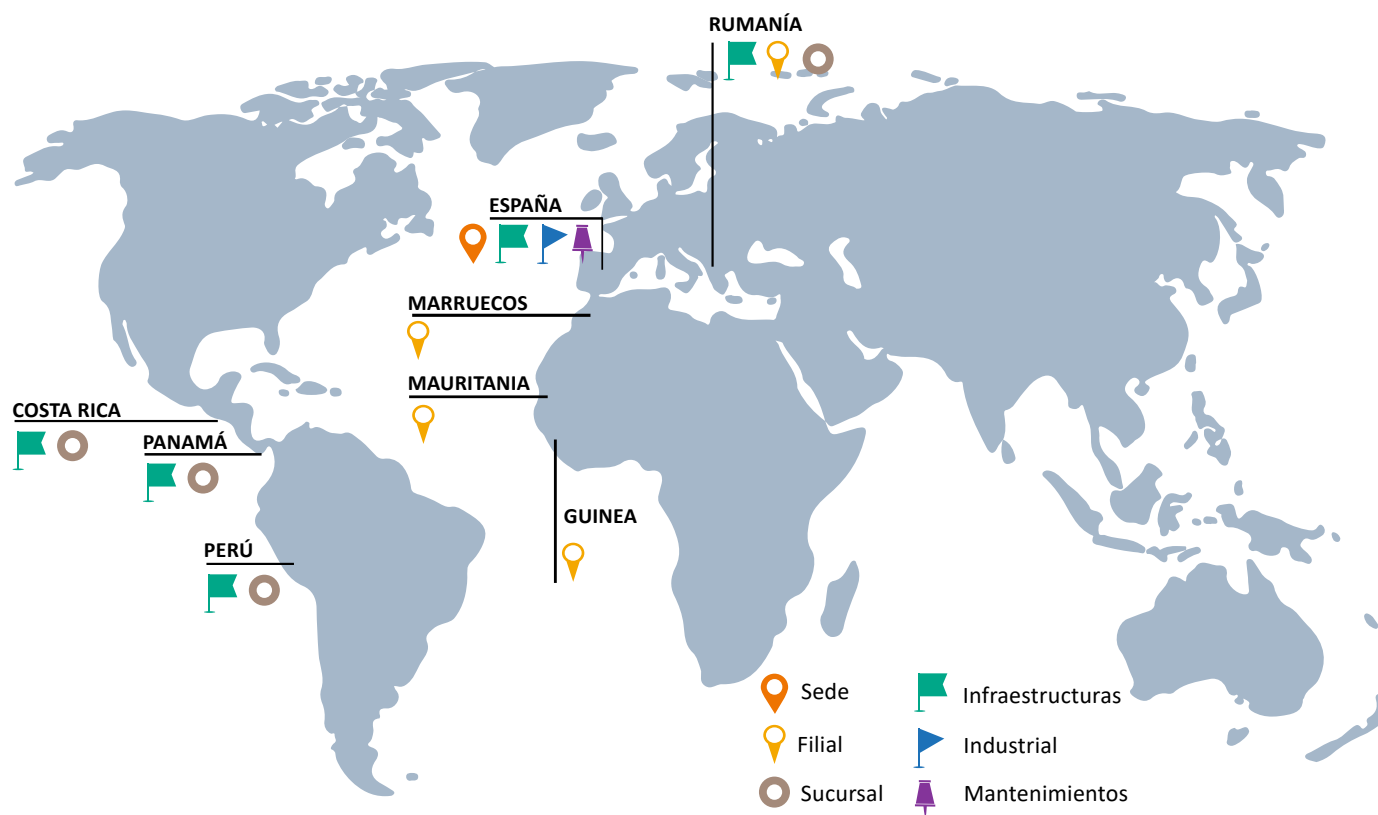 RUMANÍA
ESPAÑA
MARRUECOS
MAURITANIA
COSTA RICA
PANAMÁ
GUINEA
PERÚ
Sede
Infraestructuras
Filial
Industrial
Sucursal
Mantenimientos